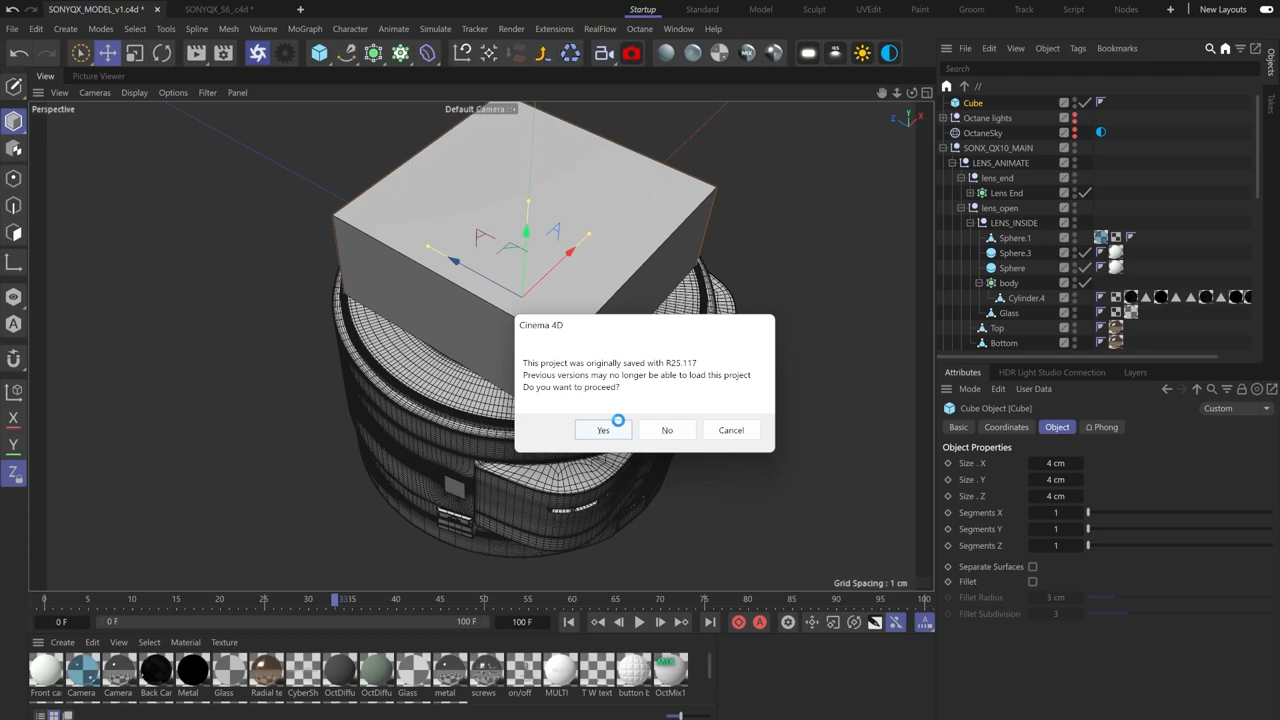 SONYQX_MODEL_v1.c4d *
SONYQX_S6_c4d *
Startup
Standard
Model
Sculpt
UVEdit
Paint
Groom
Track
Script
Nodes
New Layouts
File Edit Create Modes Select Tools Spline Mesh Volume MoGraph Character Animate Simulate Tracker Render Extensions RealFlow Octane Window Help
File Edit View Object Tags Bookmarks
Search
View
Picture Viewer
View Cameras Display Options Filter Panel
Perspective
Default Camera
Y
Z
X
Cube
Octane lights
OctaneSky
SONX_QX10_MAIN
LENS_ANIMATE
lens_end
Lens End
lens_open
LENS_INSIDE
Sphere.1
Sphere.3
Sphere
body
Cylinder.4
Glass
Top
Bottom
Objects
Takes
Cinema 4D
This project was originally saved with R25.117
Previous versions may no longer be able to load this project
Do you want to proceed?
Yes
No
Cancel
Attributes
HDR Light Studio Connection
Layers
Mode Edit User Data
Cube Object [Cube]
Custom
Basic
Coordinates
Object
Phong
Object Properties
Size . X 4 cm
Size . Y 4 cm
Size . Z 4 cm
Segments X 1
Segments Y 1
Segments Z 1
Separate Surfaces
Fillet
Fillet Radius 3 cm
Fillet Subdivision 3
Grid Spacing : 1 cm
0 5 10 15 20 25 30 3335 40 45 50 55 60 65 70 75 80 85 90 95 100
0 F
0 F
100 F
100 F
Create Edit View Select Material Texture
Front ca
Camera
Camera
Back Car
Metal
Glass
Radial te
CyberSh
OctDiffu
OctDiffu
Glass
metal
screws
on/off
MULTI
T W text
button b
OctMix1